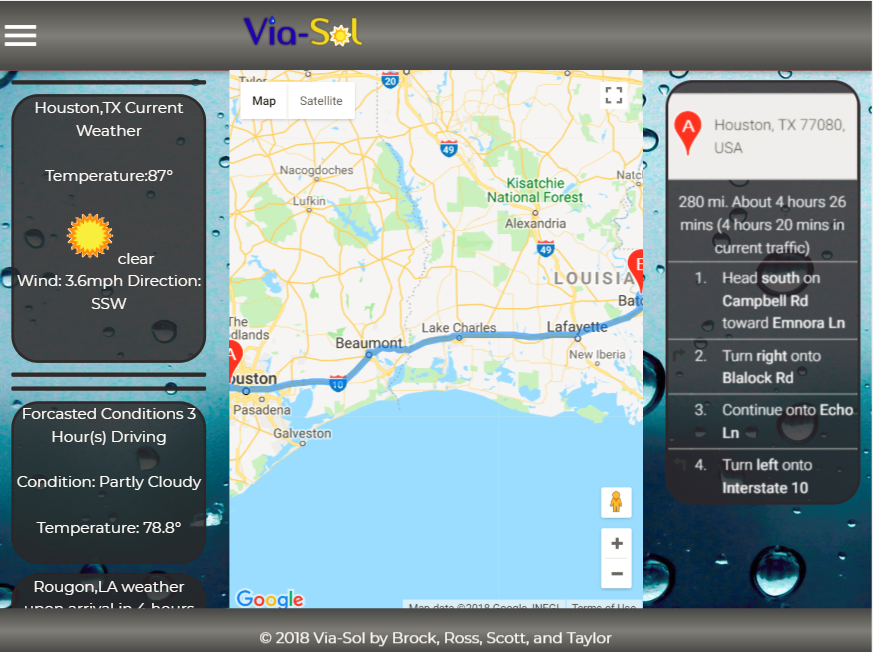 Via-Sol
Houston,TX Current
Weather
Temperature:87°
clear
Wind: 3.6mph Direction:
SSW
Forcasted Conditions 3
Hour(s) Driving
Condition: Partly Cloudy
Temperature: 78.8°
Rougon,LA weather
upon arrival in 4 hours
Tyler
20
Map
Satellite
49
Nacogdoches
Natc
Kisatchie
National Forest
Lufkin
Alexandria
49
B
LOUISIA
Bato
The
dlands
Lake Charles
Lafayette
Beaumont
A
New Iberia
ouston
10
Pasadena
Galveston
+
−
Google
Map data ©2018 Google, INEGI
Terms of Use
A
Houston, TX 77080,
USA
280 mi. About 4 hours 26
mins (4 hours 20 mins in
current traffic)
1. Head south on
Campbell Rd
toward Emnora Ln
2. Turn right onto
Blalock Rd
3. Continue onto Echo
Ln
4. Turn left onto
Interstate 10
© 2018 Via-Sol by Brock, Ross, Scott, and Taylor